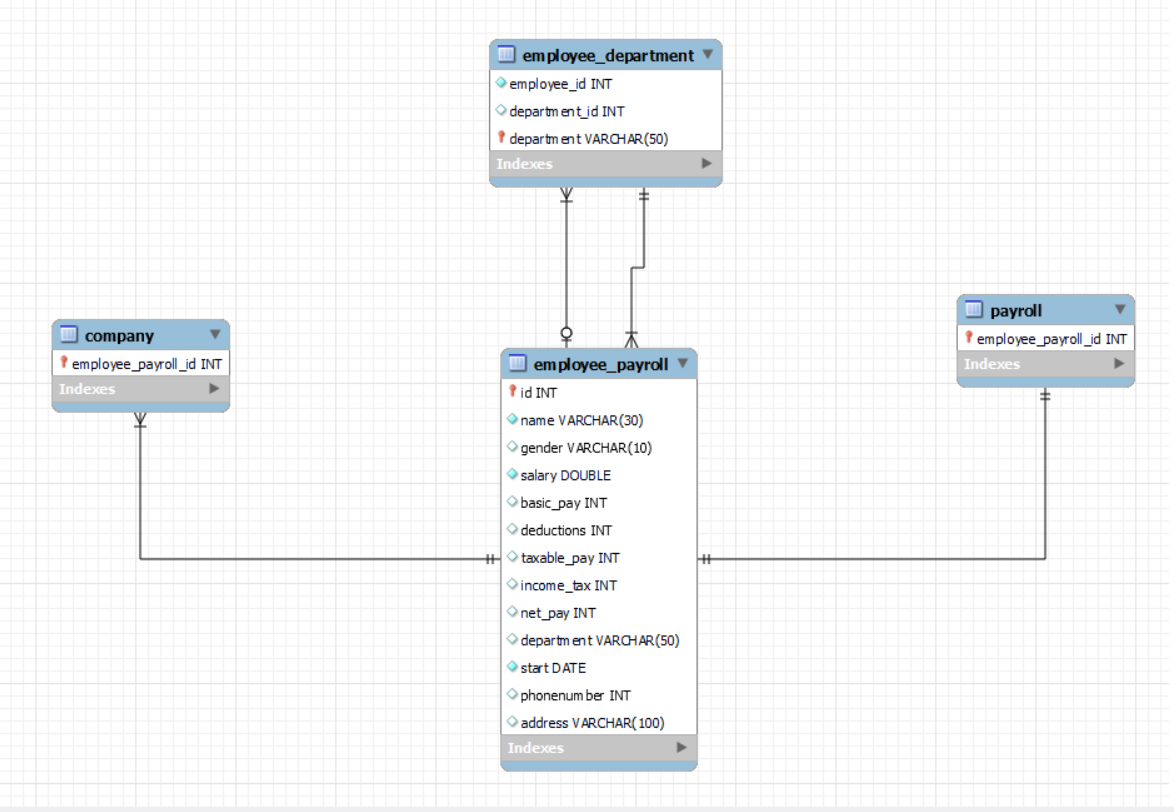 employee_department
employee_id INT
department_id INT
department VARCHAR(50)
Indexes
company
employee_payroll_id INT
Indexes
payroll
employee_payroll_id INT
Indexes
employee_payroll
id INT
name VARCHAR(30)
gender VARCHAR(10)
salary DOUBLE
basic_pay INT
deductions INT
taxable_pay INT
income_tax INT
net_pay INT
department VARCHAR(50)
start DATE
phonenumber INT
address VARCHAR(100)
Indexes